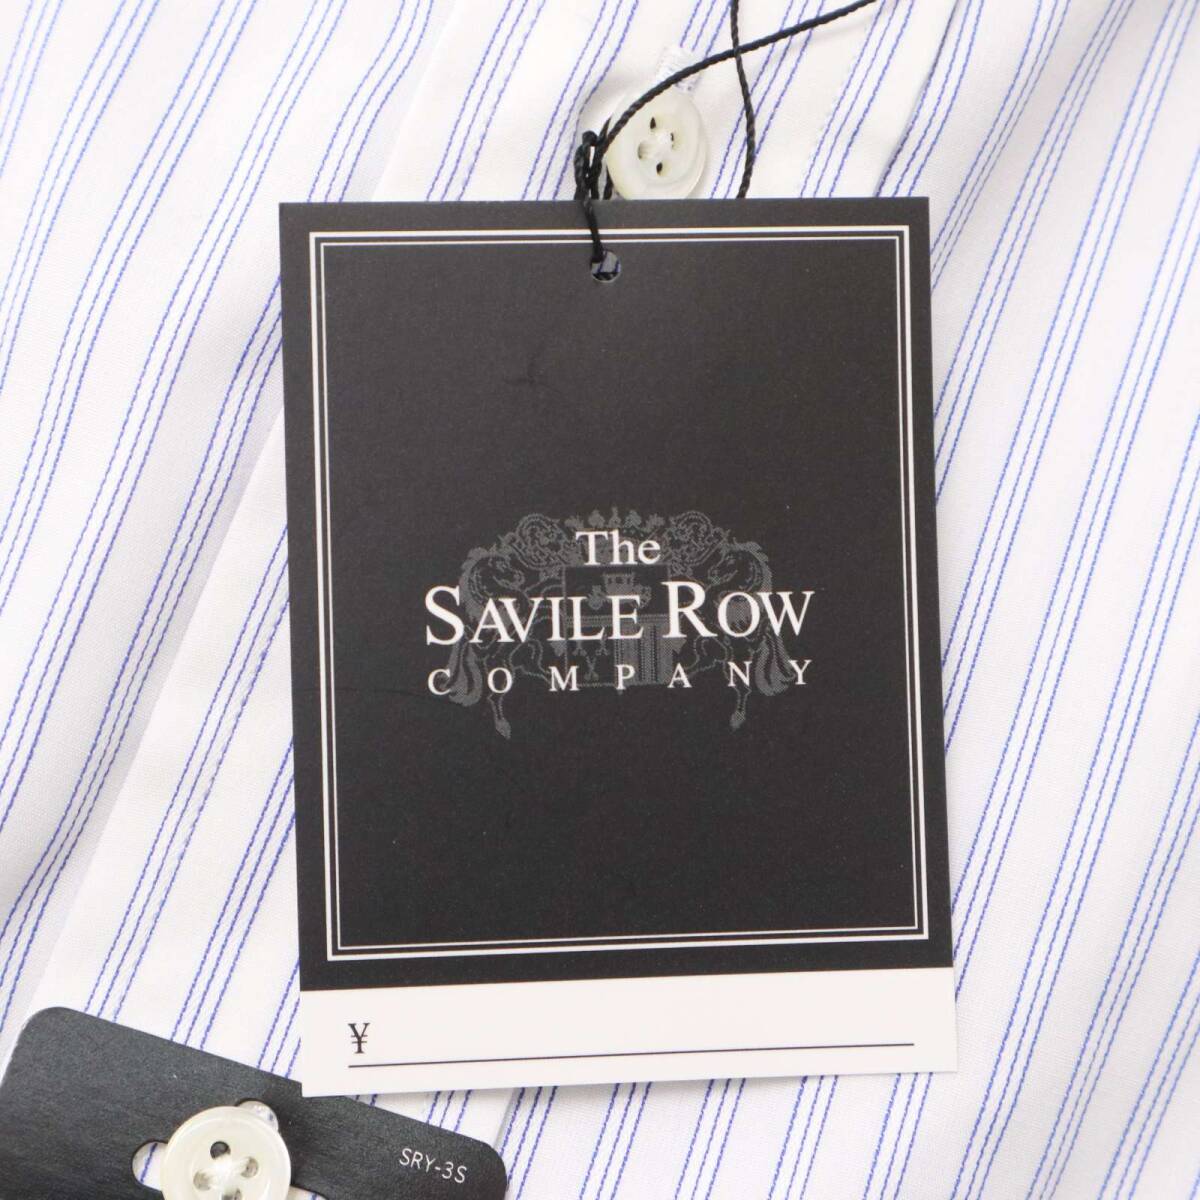 The
SAVILE ROW
COMPANY
¥
SRY-3S